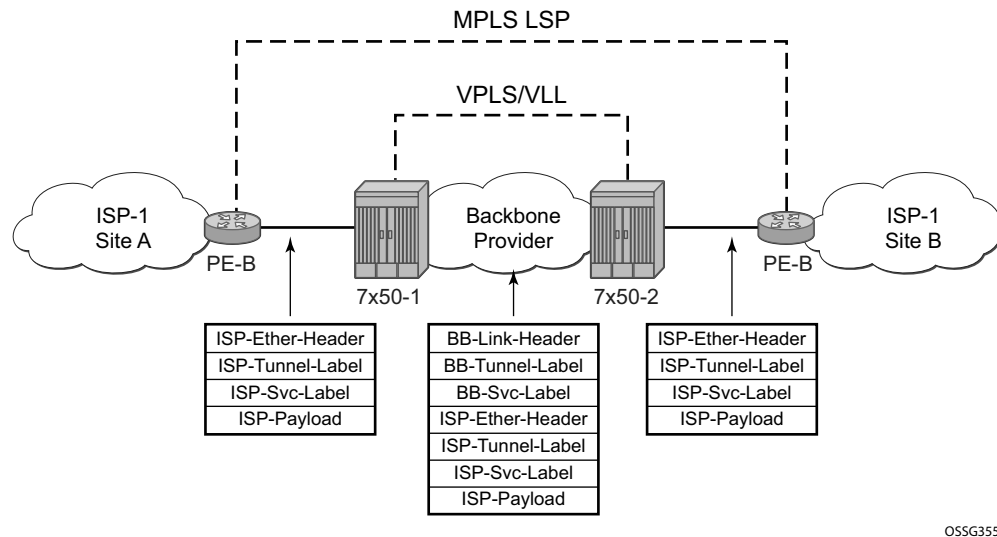 MPLS LSP
VPLS/VLL
ISP-1
Site A
PE-B
Backbone
Provider
ISP-1
Site B
PE-B
7x50-1
7x50-2
ISP-Ether-Header
ISP-Tunnel-Label
ISP-Svc-Label
ISP-Payload
BB-Link-Header
BB-Tunnel-Label
BB-Svc-Label
ISP-Ether-Header
ISP-Tunnel-Label
ISP-Svc-Label
ISP-Payload
ISP-Ether-Header
ISP-Tunnel-Label
ISP-Svc-Label
ISP-Payload
OSSG355